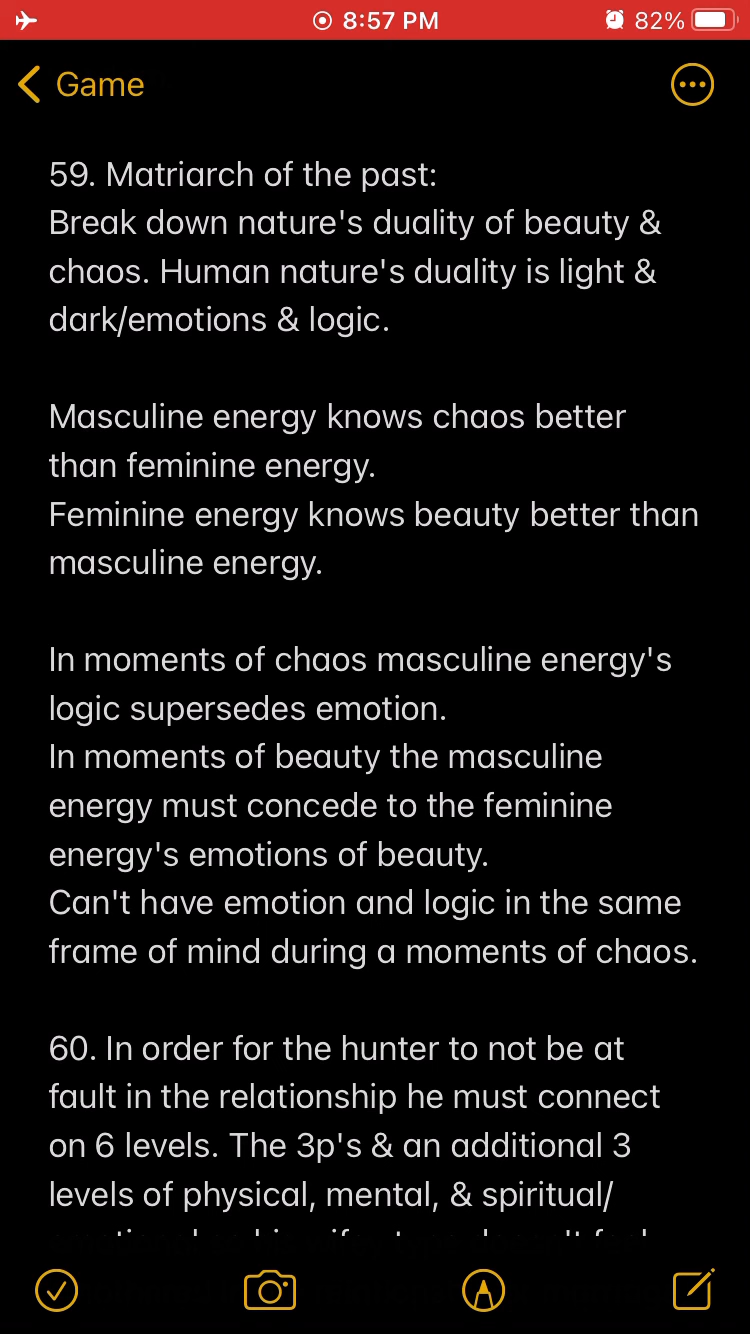 8:57 PM
82%
Game
59. Matriarch of the past:
Break down nature's duality of beauty &
chaos. Human nature's duality is light &
dark/emotions & logic.
Masculine energy knows chaos better
than feminine energy.
Feminine energy knows beauty better than
masculine energy.
In moments of chaos masculine energy's
logic supersedes emotion.
In moments of beauty the masculine
energy must concede to the feminine
energy's emotions of beauty.
Can't have emotion and logic in the same
frame of mind during a moments of chaos.
60. In order for the hunter to not be at
fault in the relationship he must connect
on 6 levels. The 3p's & an additional 3
levels of physical, mental, & spiritual/